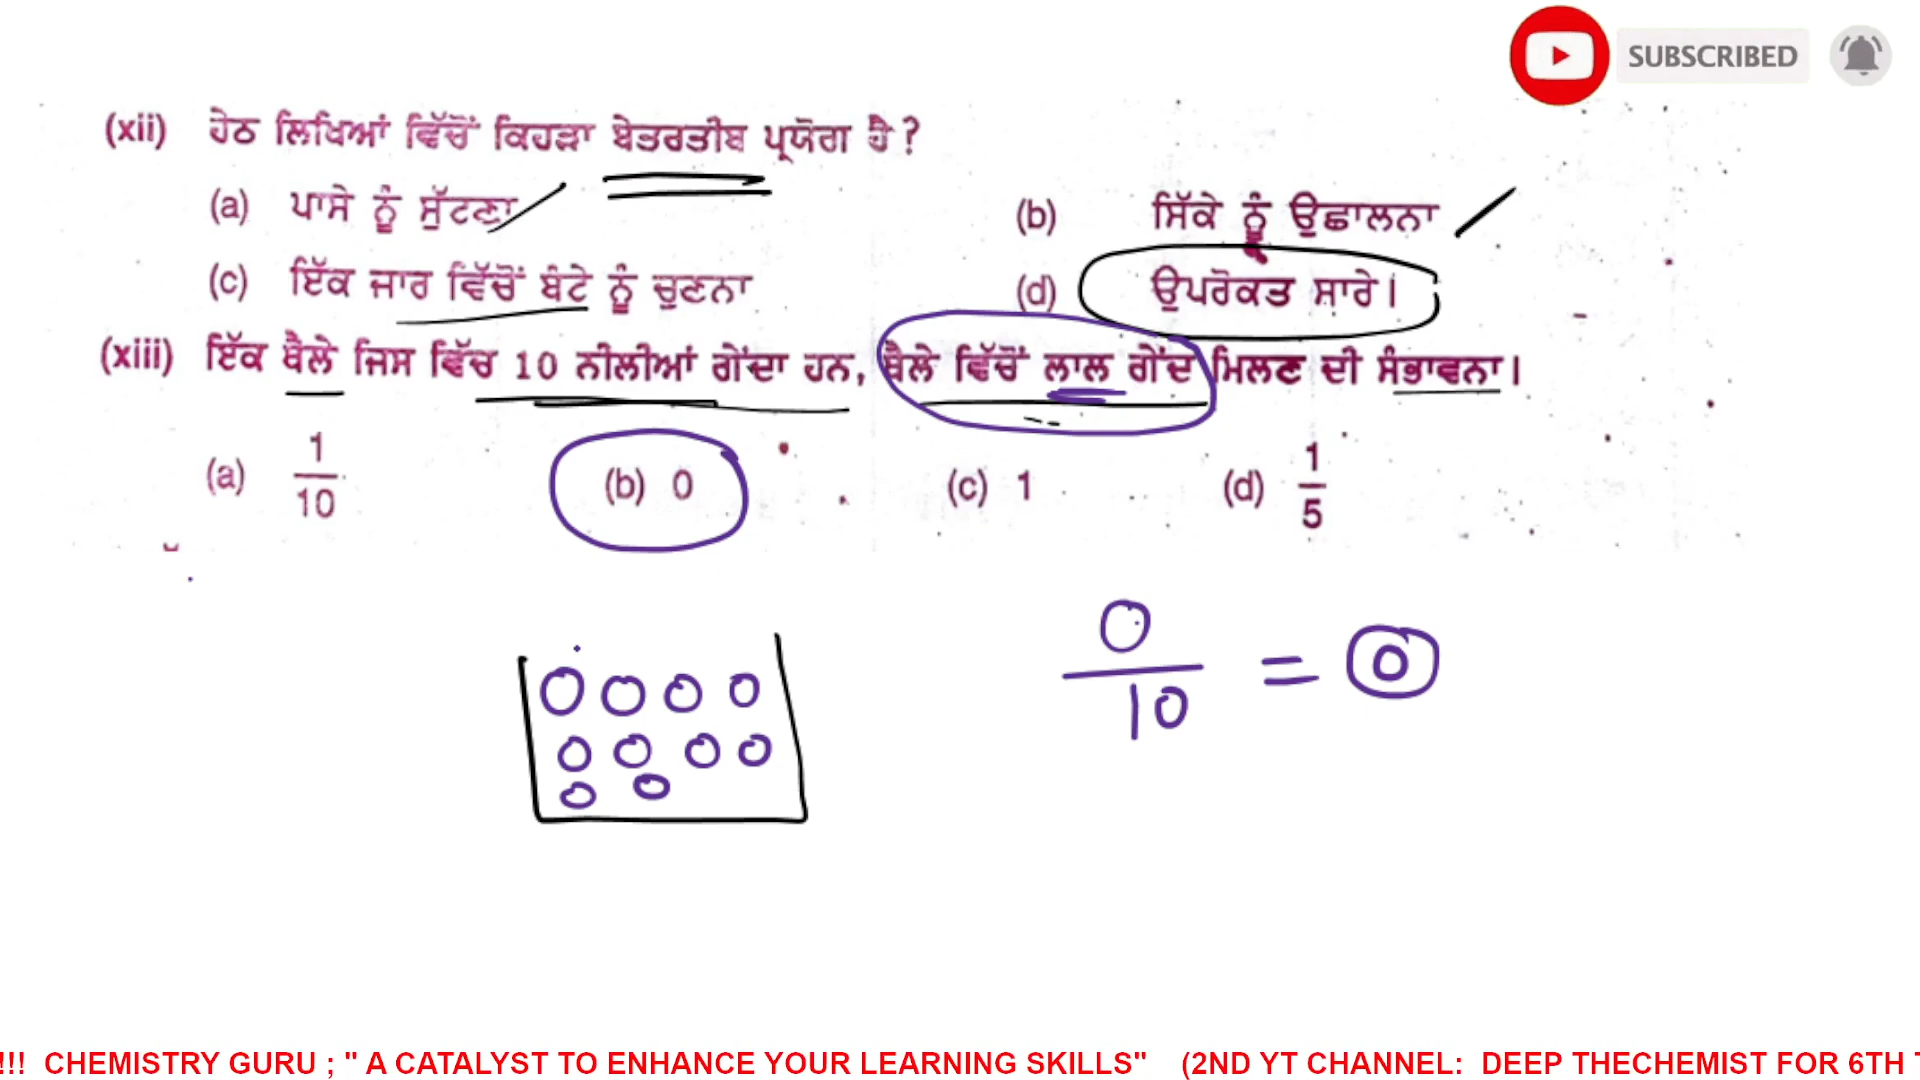 SUBSCRIBED
(xii) ਹੇਠ ਲਿਖਿਆਂ ਵਿੱਚੋਂ ਕਿਹੜਾ ਬੇਤਰਤੀਬ ਪ੍ਰਯੋਗ ਹੈ?
(a) ਪਾਸੇ ਨੂੰ ਸੁੱਟਣਾ (b) ਸਿੱਕੇ ਨੂੰ ਉਛਾਲਨਾ
(c) ਇੱਕ ਜਾਰ ਵਿੱਚੋਂ ਬੰਟੇ ਨੂੰ ਚੁਣਨਾ (d) ਉਪਰੋਕਤ ਸਾਰੇ।
(xiii) ਇੱਕ ਥੈਲੇ ਜਿਸ ਵਿੱਚ 10 ਨੀਲੀਆਂ ਗੇਂਦਾ ਹਨ, ਥੈਲੇ ਵਿੱਚੋਂ ਲਾਲ ਗੇਂਦ ਮਿਲਣ ਦੀ ਸੰਭਾਵਨਾ।
(a) 1/10 (b) 0 (c) 1 (d) 1/5
0/10 = 0
!!! CHEMISTRY GURU ; " A CATALYST TO ENHANCE YOUR LEARNING SKILLS" (2ND YT CHANNEL: DEEP THECHEMIST FOR 6TH